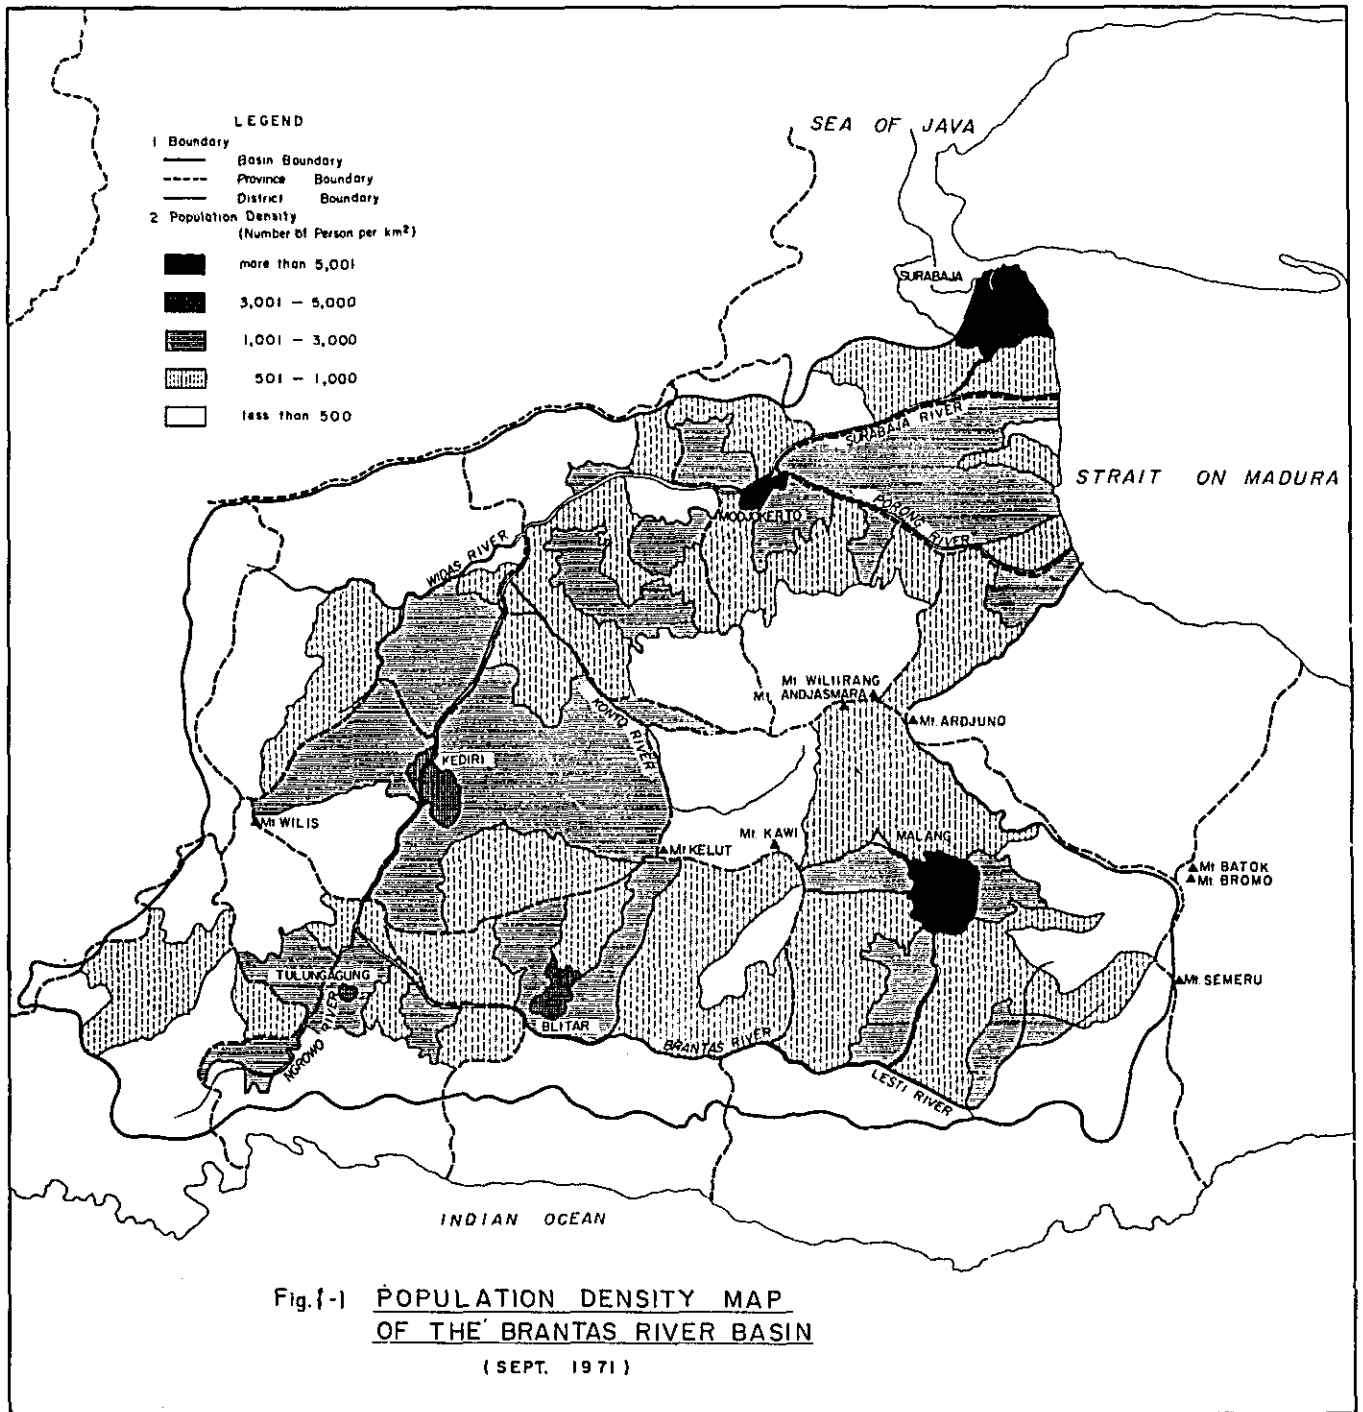 LEGEND
1 Boundary
Basin Boundary
Province Boundary
District Boundary
2 Population Density
(Number of Person per km²)
more than 5,001
3,001 - 5,000
1,001 - 3,000
501 - 1,000
less than 500
SEA OF JAVA
SURABAJA
SURABAJA RIVER
STRAIT ON MADURA
MODJOKERTO
PORONG RIVER
WIDAS RIVER
Mt WILIIRANG
Mt ANDJASMARA
Mt. ARDJUNO
KONTO RIVER
KEDIRI
Mt WILIS
Mt KELUT
Mt. KAWI
MALANG
Mt BATOK
Mt. BROMO
TULUNGAGUNG
Mt. SEMERU
NGROWO RIVER
BLITAR
BRANTAS RIVER
LESTI RIVER
INDIAN OCEAN
Fig.1-1 POPULATION DENSITY MAP
OF THE BRANTAS RIVER BASIN
(SEPT. 1971)